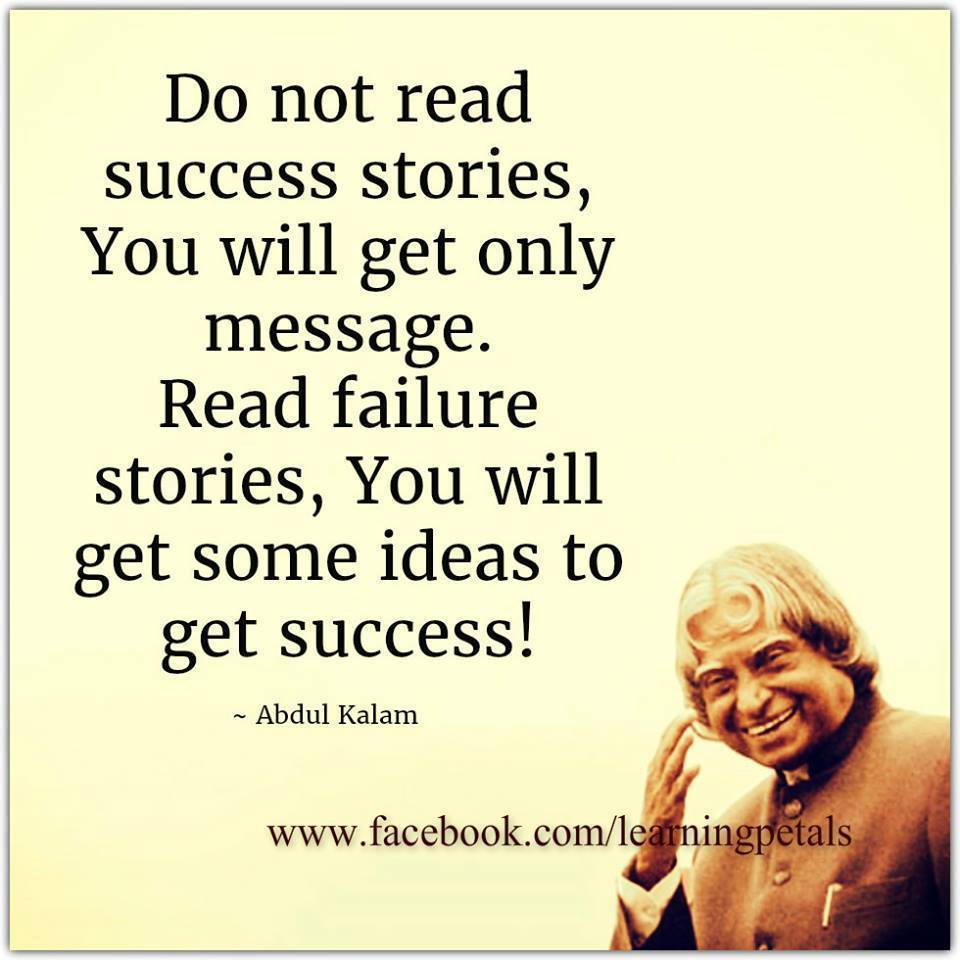 Do not read
success stories,
You will get only
message.
Read failure
stories, You will
get some ideas to
get success!
~ Abdul Kalam
www.facebook.com/learningpetals